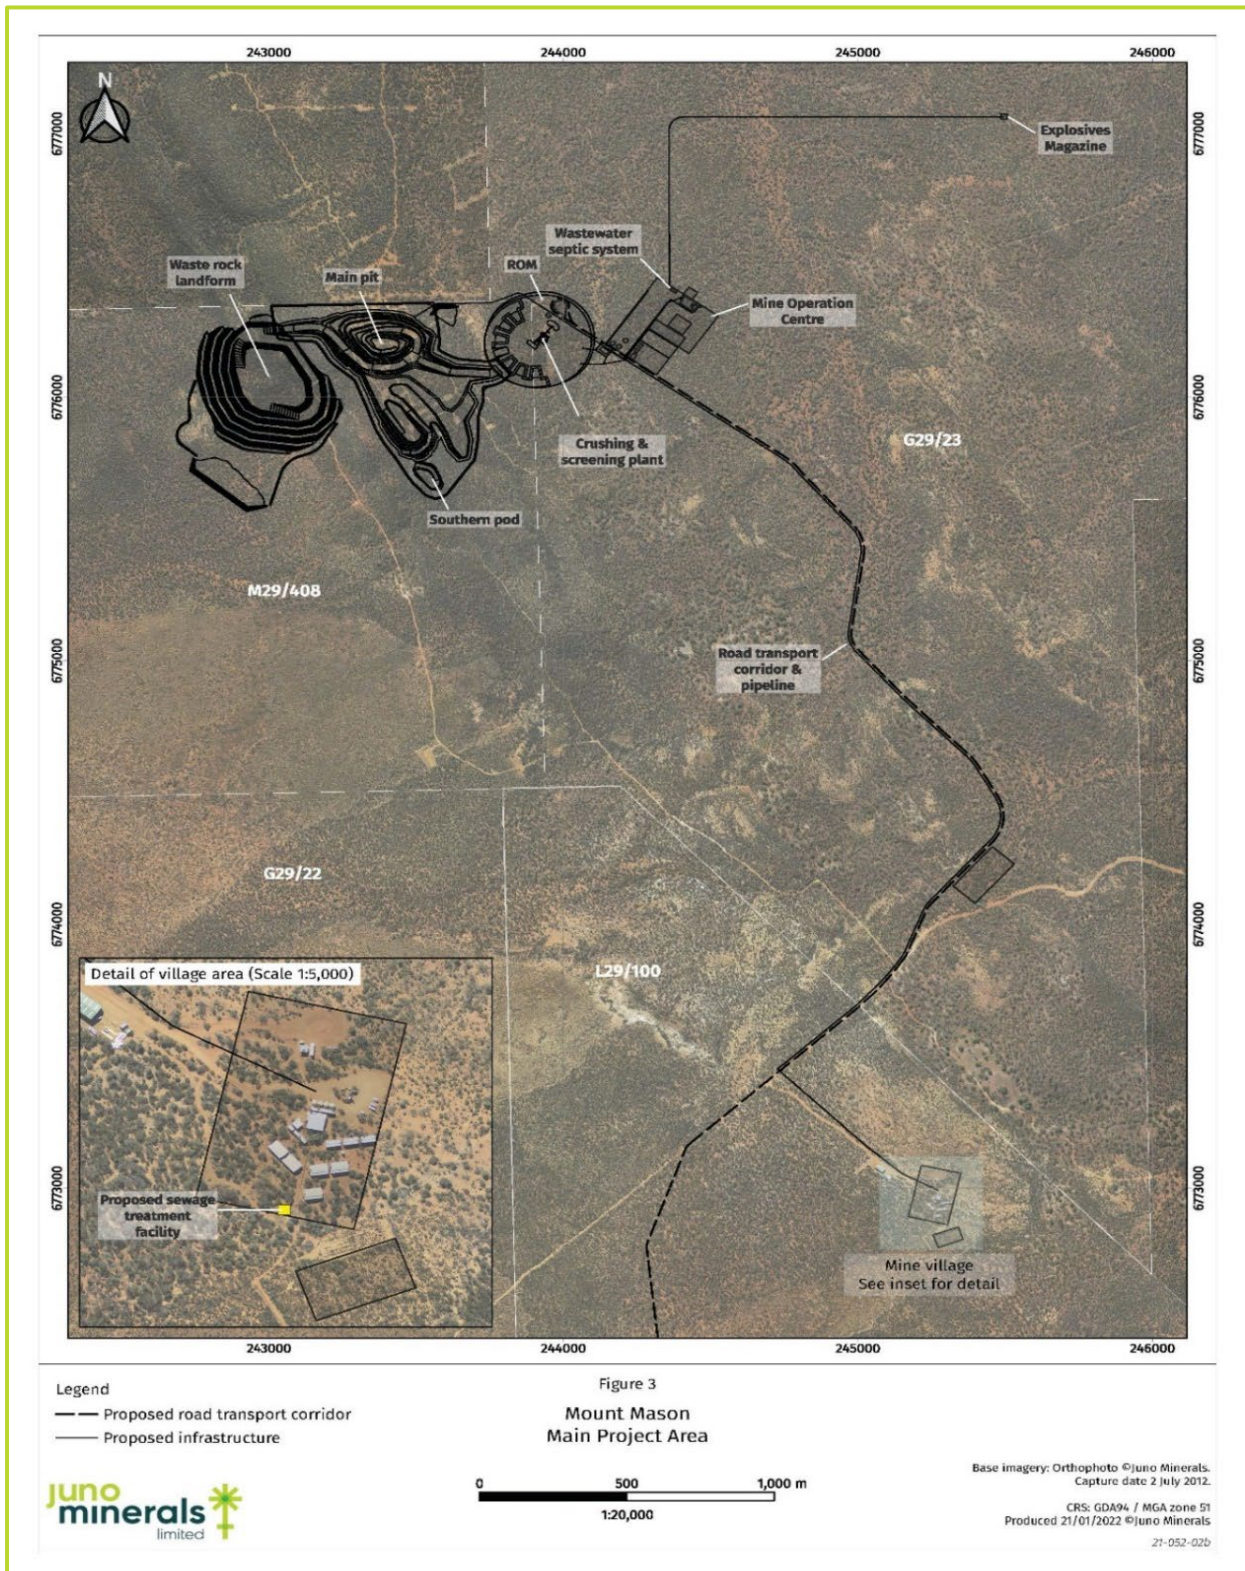 243000
244000
245000
246000
N
6777000
6777000
Explosives
Magazine
Wastewater
septic system
Waste rock
landform
Main pit
ROM
Mine Operation
Centre
6776000
6776000
Crushing &
screening plant
G29/23
Southern pod
M29/408
6775000
6775000
Road transport
corridor &
pipeline
G29/22
6774000
6774000
L29/100
Detail of village area (Scale 1:5,000)
Proposed sewage
treatment
facility
6773000
6773000
Mine village
See inset for detail
243000
244000
245000
246000
Legend
Proposed road transport corridor
Proposed infrastructure
Figure 3
Mount Mason
Main Project Area
juno
minerals
limited
0
500
1,000 m
1:20,000
Base imagery: Orthophoto ©Juno Minerals.
Capture date 2 July 2012.
CRS: GDA94 / MGA zone 51
Produced 21/01/2022 ©Juno Minerals
21-052-02b